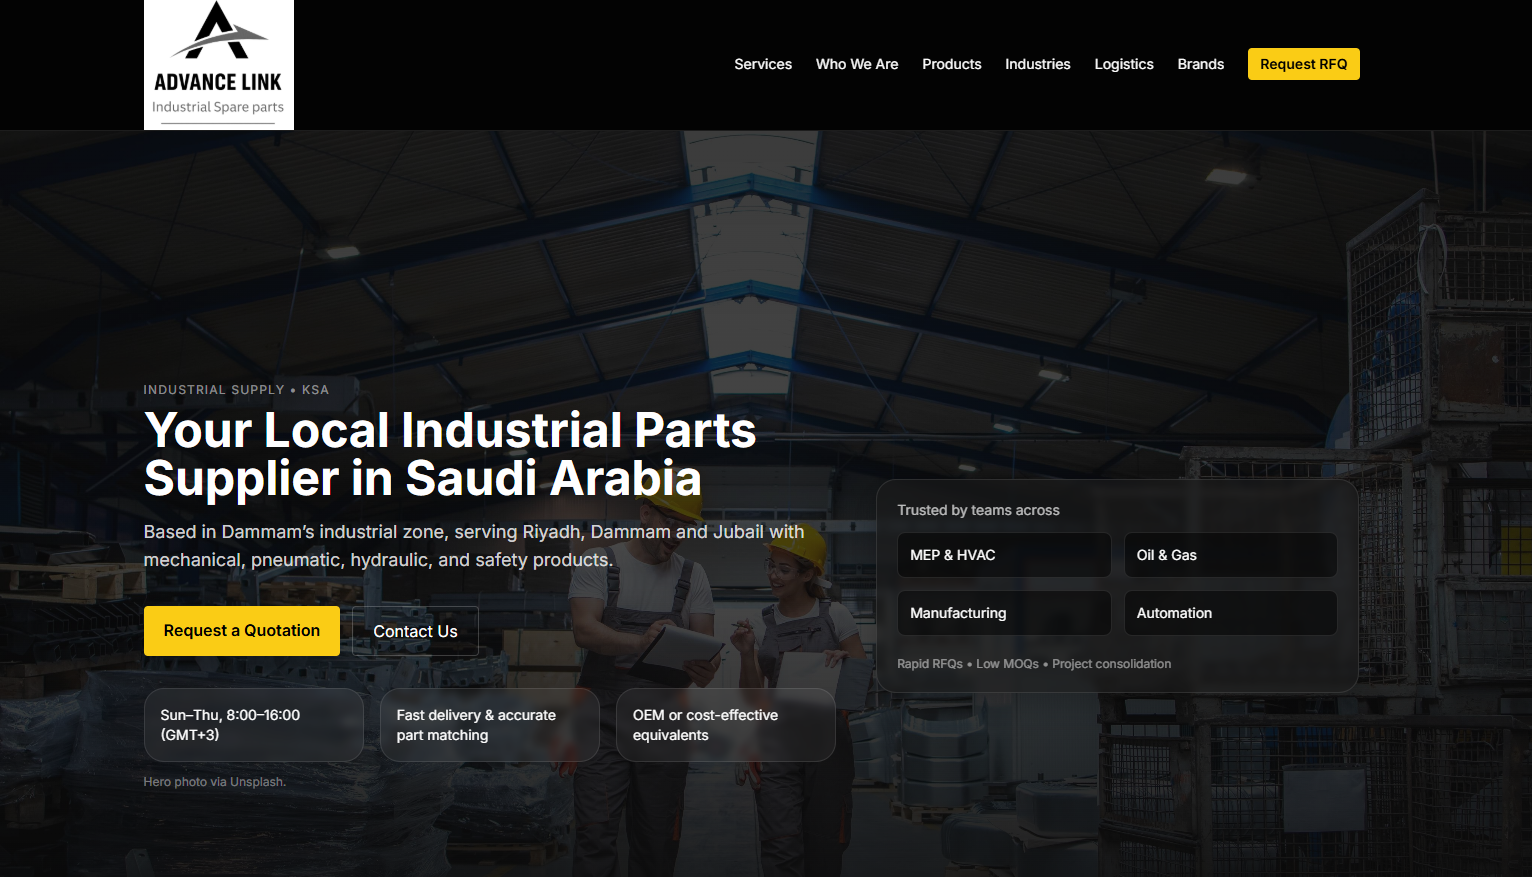 ADVANCE LINK
Industrial Spare parts
Services
Who We Are
Products
Industries
Logistics
Brands
Request RFQ
INDUSTRIAL SUPPLY • KSA
Your Local Industrial Parts
Supplier in Saudi Arabia
Based in Dammam’s industrial zone, serving Riyadh, Dammam and Jubail with
mechanical, pneumatic, hydraulic, and safety products.
Request a Quotation
Contact Us
Sun–Thu, 8:00–16:00
(GMT+3)
Fast delivery & accurate
part matching
OEM or cost-effective
equivalents
Hero photo via Unsplash.
Trusted by teams across
MEP & HVAC
Oil & Gas
Manufacturing
Automation
Rapid RFQs • Low MOQs • Project consolidation